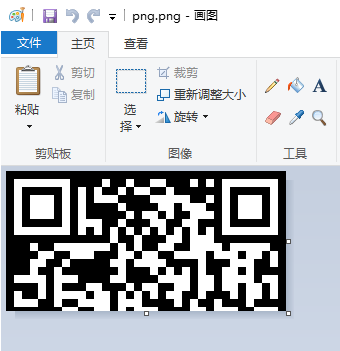 png.png - 画图
文件 主页 查看
剪切
复制
粘贴
裁剪
重新调整大小
旋转
选择
A
剪贴板 图像 工具